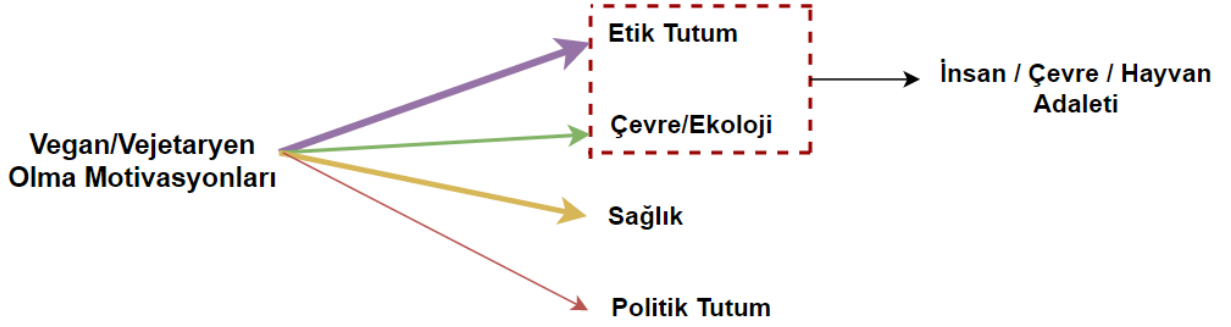 Etik Tutum
İnsan / Çevre / Hayvan
Adaleti
Çevre/Ekoloji
Vegan/Vejetaryen
Olma Motivasyonları
Sağlık
Politik Tutum